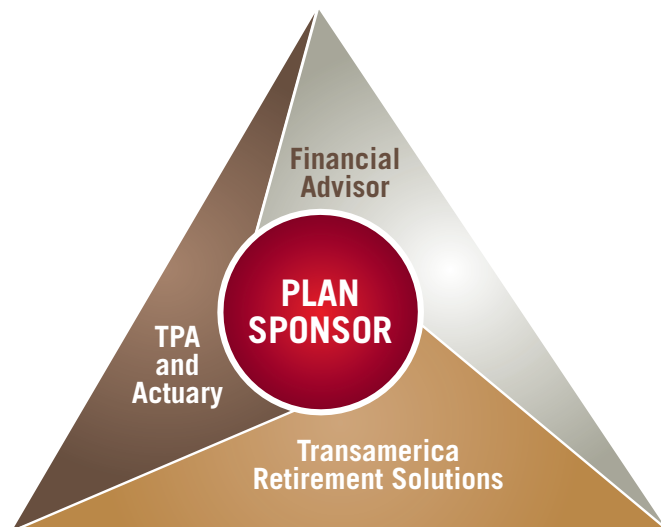 Financial
Advisor
PLAN
SPONSOR
TPA
and
Actuary
Transamerica
Retirement Solutions